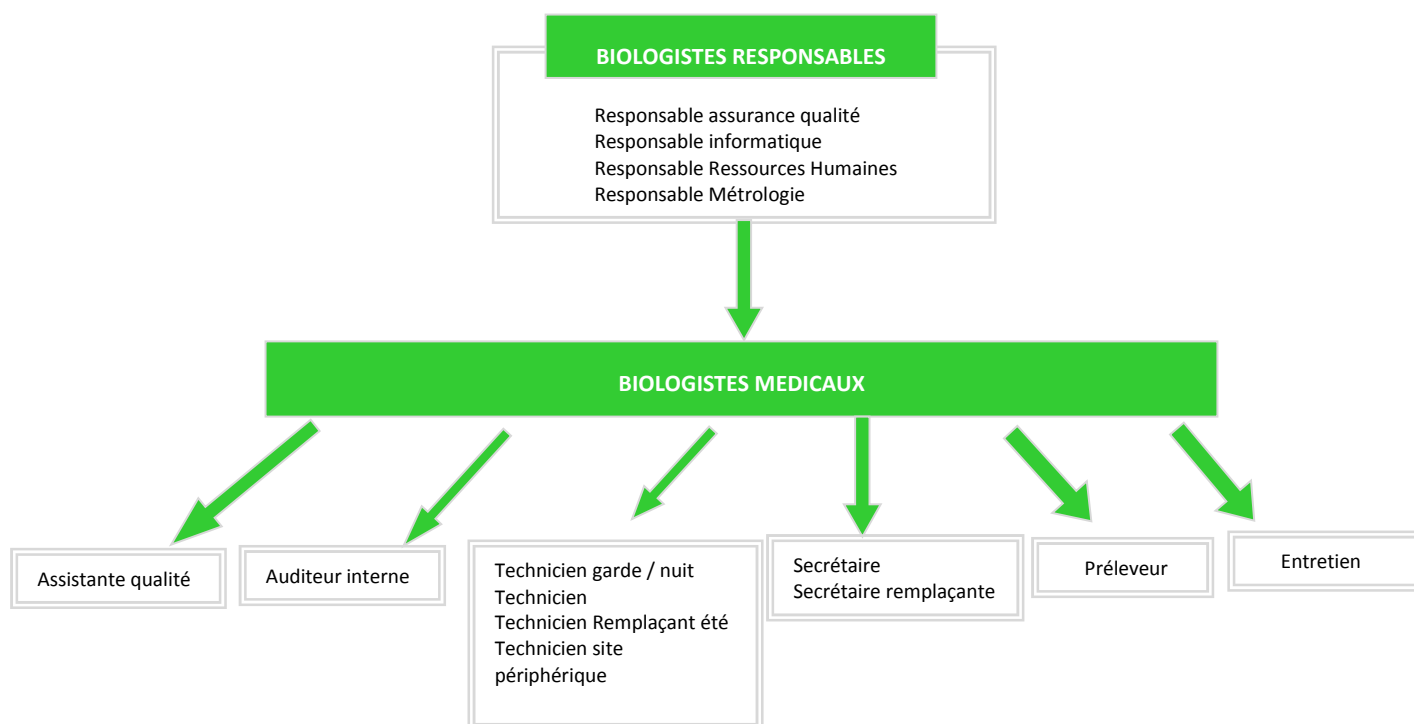 BIOLOGISTES RESPONSABLES
Responsable assurance qualité
Responsable informatique
Responsable Ressources Humaines
Responsable Métrologie
BIOLOGISTES MEDICAUX
Assistante qualité
Auditeur interne
Technicien garde / nuit
Technicien
Technicien Remplaçant été
Technicien site
périphérique
Secrétaire
Secrétaire remplaçante
Préleveur
Entretien